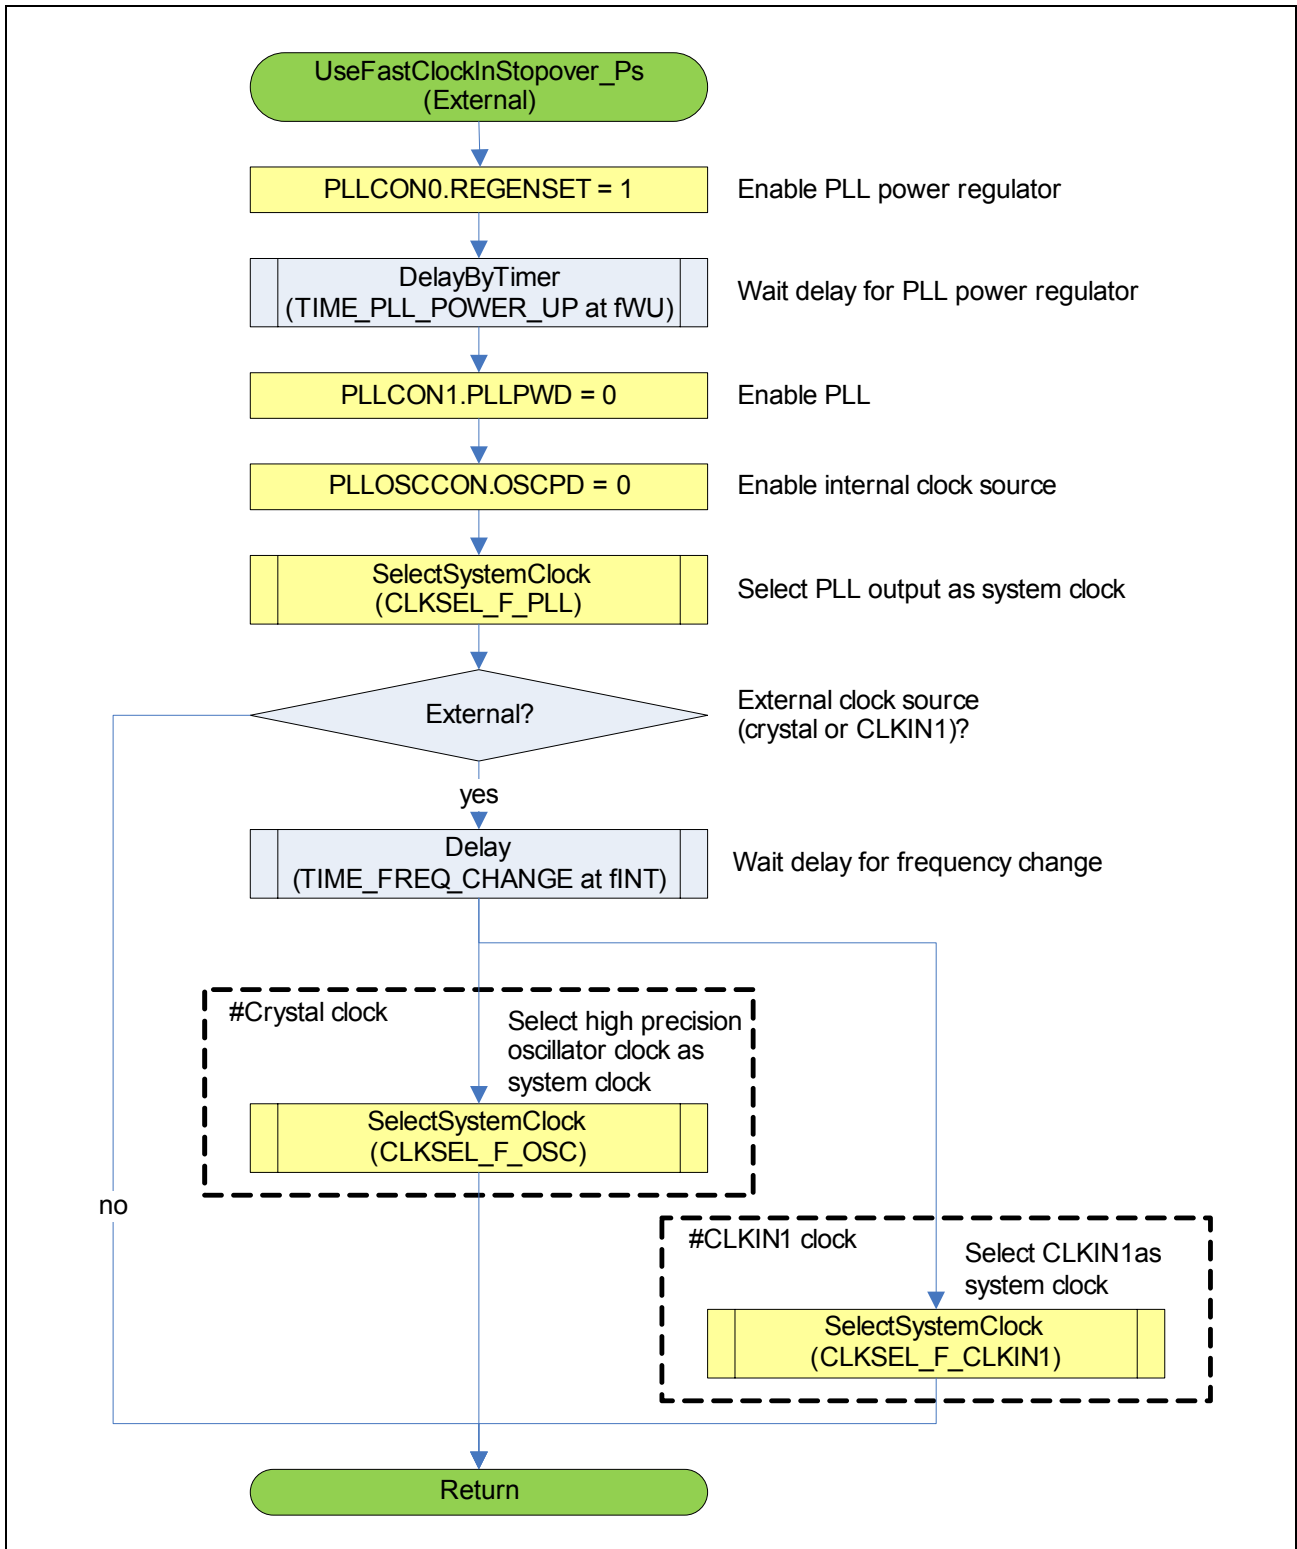 UseFastClockInStopover_Ps
(External)
PLLCON0.REGENSET = 1
Enable PLL power regulator
DelayByTimer
(TIME_PLL_POWER_UP at fWU)
Wait delay for PLL power regulator
PLLCON1.PLLPWD = 0
Enable PLL
PLLOSCCON.OSCPD = 0
Enable internal clock source
SelectSystemClock
(CLKSEL_F_PLL)
Select PLL output as system clock
External?
External clock source
(crystal or CLKIN1)?
yes
Delay
(TIME_FREQ_CHANGE at fINT)
Wait delay for frequency change
#Crystal clock
Select high precision
oscillator clock as
system clock
SelectSystemClock
(CLKSEL_F_OSC)
no
#CLKIN1 clock
Select CLKIN1as
system clock
SelectSystemClock
(CLKSEL_F_CLKIN1)
Return